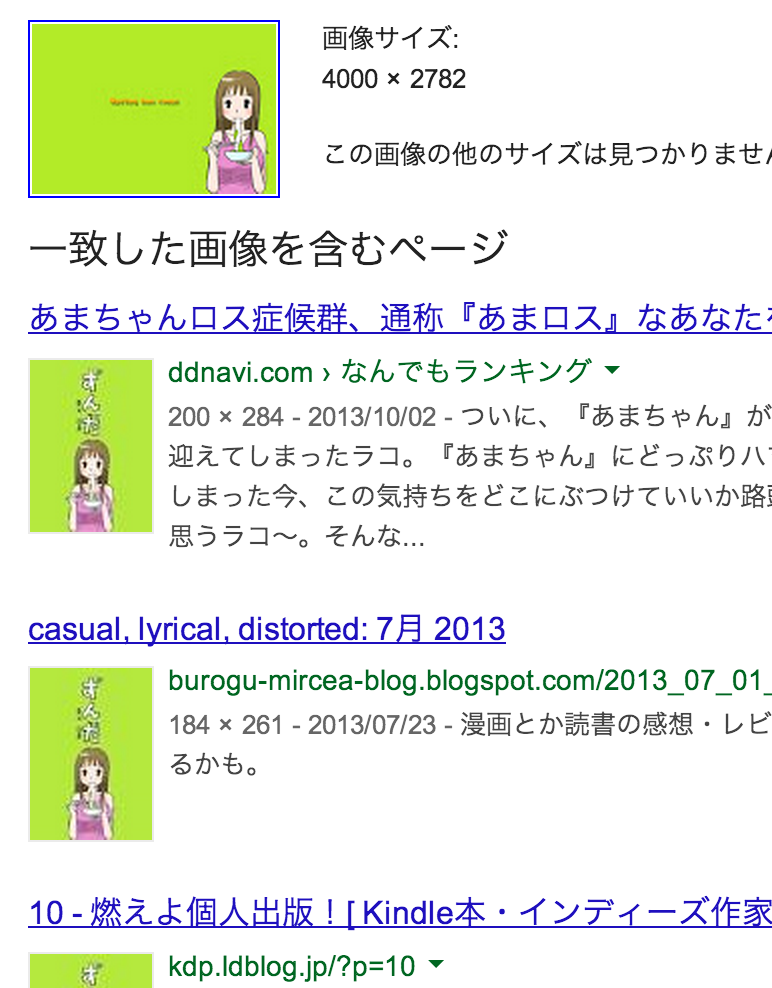 画像サイズ:
4000 × 2782
この画像の他のサイズは見つかりません
一致した画像を含むページ
あまちゃんロス症候群、通称『あまロス』なあなたを
ddnavi.com › なんでもランキング
200 × 284 - 2013/10/02 - ついに、『あまちゃん』が
迎えてしまったラコ。『あまちゃん』にどっぷりハマ
しまった今、この気持ちをどこにぶつけていいか路頭
思うラコ〜。そんな...
ずんだ
casual, lyrical, distorted: 7月 2013
burogu-mircea-blog.blogspot.com/2013_07_01_
184 × 261 - 2013/07/23 - 漫画とか読書の感想・レビ
るかも。
ずんだ
10 - 燃えよ個人出版！[ Kindle本・インディーズ作家
kdp.ldblog.jp/?p=10
ず